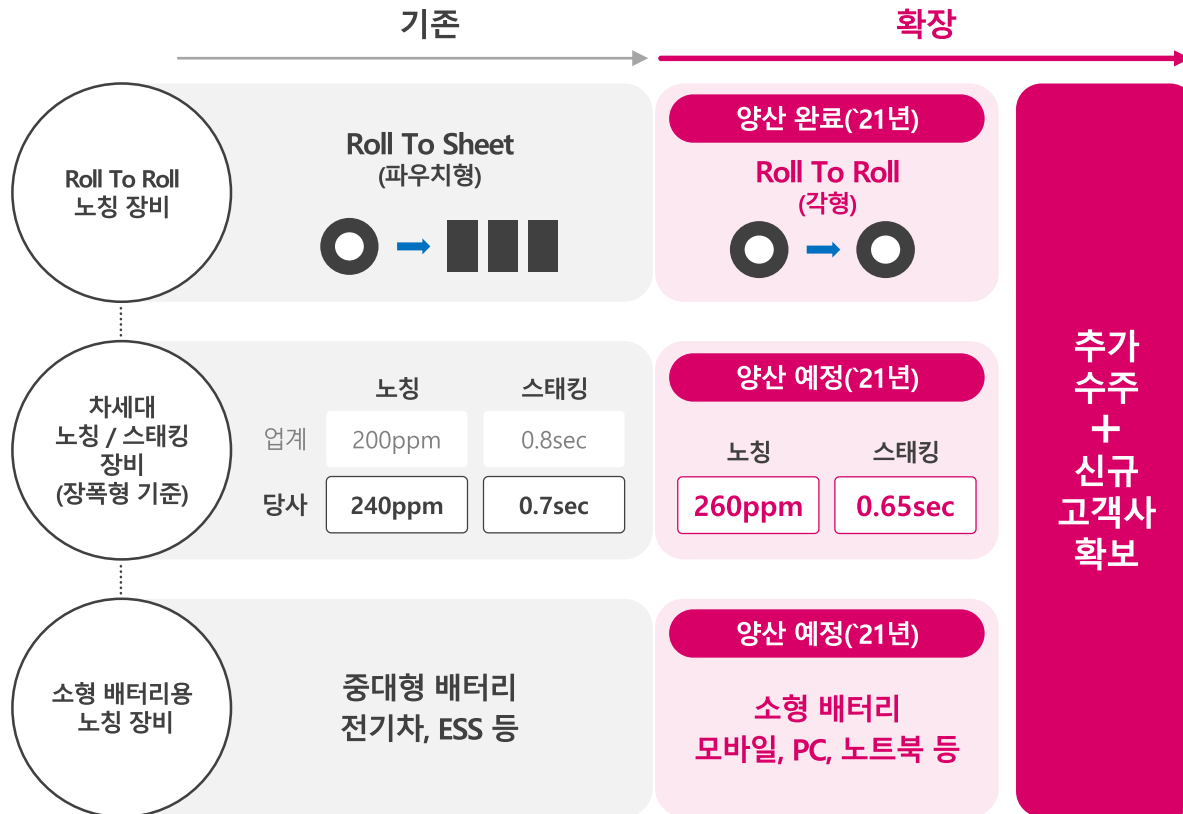 기존
확장
Roll To Roll
노칭 장비
Roll To Sheet
(파우치형)
양산 완료(`21년)
Roll To Roll
(각형)
차세대
노칭 / 스태킹
장비
(장폭형 기준)
노칭 스태킹
업계 200ppm 0.8sec
당사 240ppm 0.7sec
양산 예정(`21년)
노칭 스태킹
260ppm 0.65sec
소형 배터리용
노칭 장비
중대형 배터리
전기차, ESS 등
양산 예정(`21년)
소형 배터리
모바일, PC, 노트북 등
추가
수주
+
신규
고객사
확보